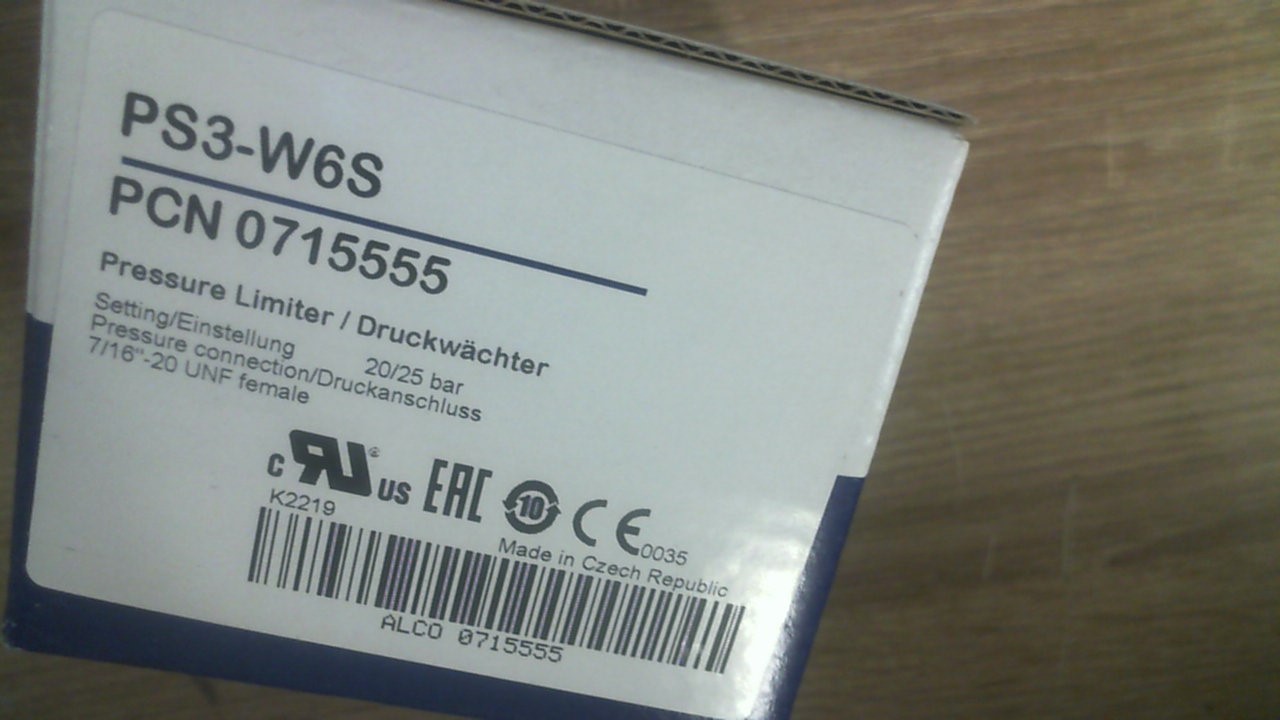 PS3-W6S
PCN 0715555
Pressure Limiter / Druckwächter
Setting/Einstellung 20/25 bar
Pressure connection/Druckanschluss
7/16"-20 UNF female
c RU® US EAC 10 CE 0035
K2219
Made in Czech Republic
ALCO 0715555